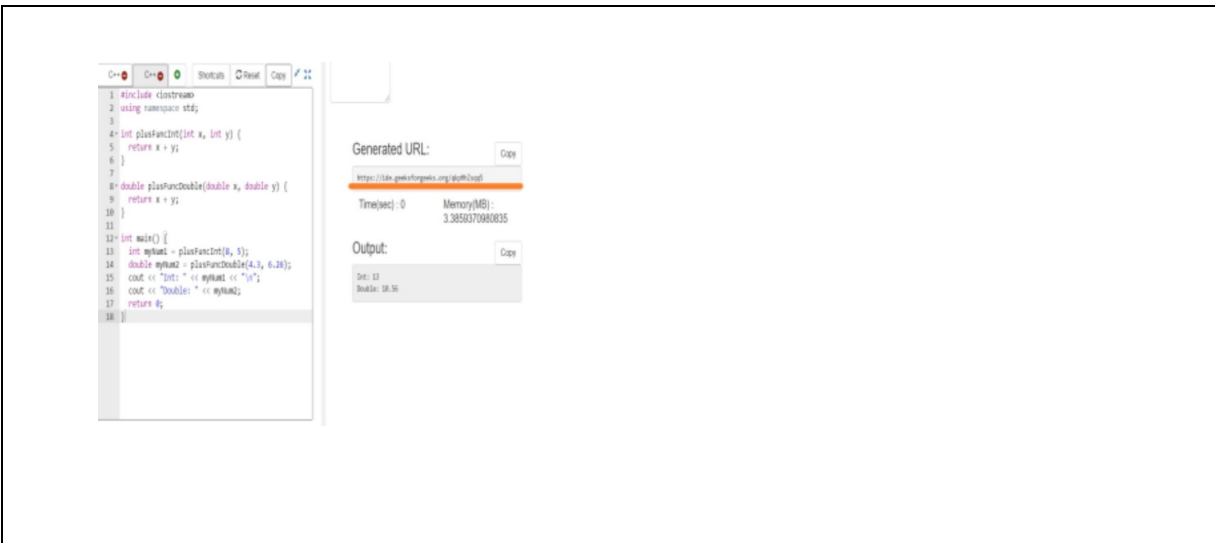 C++ C++ Shortcuts Reset Copy
1 #include <iostream>
2 using namespace std;
3
4 int plusFuncInt(int x, int y) {
5 return x + y;
6 }
7
8 double plusFuncDouble(double x, double y) {
9 return x + y;
10 }
11
12 int main() {
13 int myNum1 = plusFuncInt(8, 5);
14 double myNum2 = plusFuncDouble(4.3, 6.26);
15 cout << "Int: " << myNum1 << "\n";
16 cout << "Double: " << myNum2;
17 return 0;
18 }
Generated URL:
Copy
Time(sec) : 0
Memory(MB) :
3.3859370980835
Output:
Copy
Int: 13
Double: 10.56